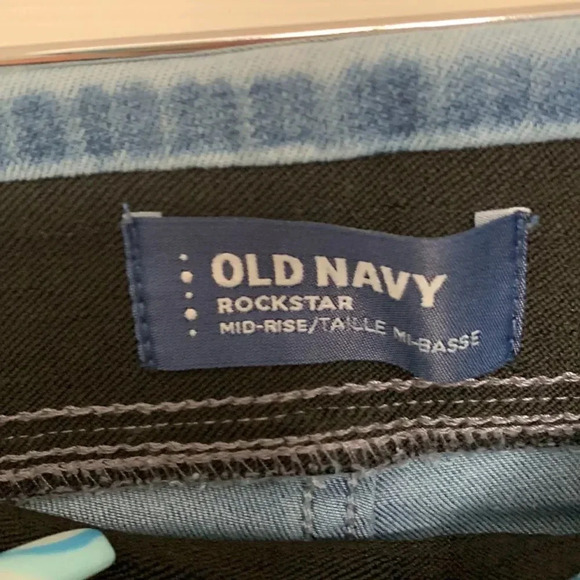 OLD NAVY
ROCKSTAR
MID-RISE/TAILLE MI-BASSE